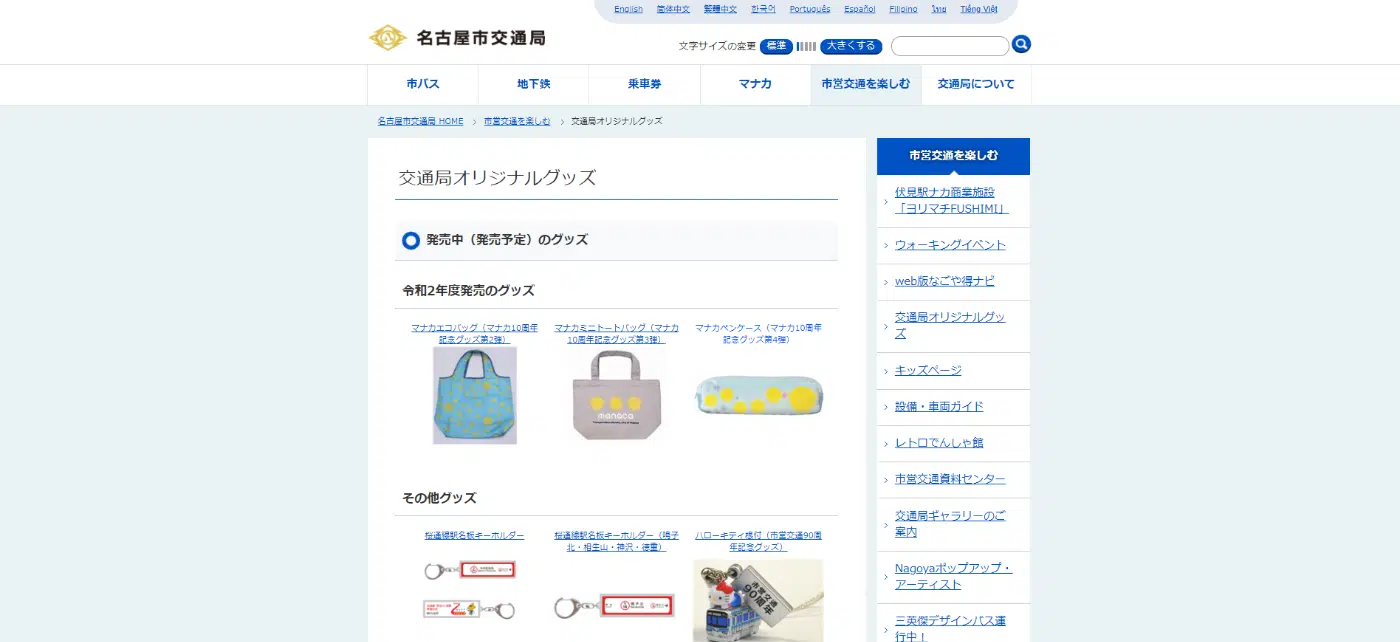 English 简体中文 繁體中文 한국어 Português Español Filipino ไทย Tiếng Việt
名古屋市交通局
文字サイズの変更 標準 大きくする
市バス 地下鉄 乗車券 マナカ 市営交通を楽しむ 交通局について
名古屋市交通局 HOME 市営交通を楽しむ 交通局オリジナルグッズ
交通局オリジナルグッズ
発売中（発売予定）のグッズ
令和2年度発売のグッズ
マナカエコバッグ（マナカ10周年
記念グッズ第2弾）
マナカミニトートバッグ（マナカ
10周年記念グッズ第3弾）
マナカペンケース（マナカ10周年
記念グッズ第4弾）
manaca
その他グッズ
桜通線駅名板キーホルダー
桜通線駅名板キーホルダー（鳴子
北・相生山・神沢・徳重）
ハローキティ根付（市営交通90周
年記念グッズ）
市営交通
90周年
市営交通を楽しむ
伏見駅ナカ商業施設
「ヨリマチFUSHIMI」
ウォーキングイベント
web版なごや得ナビ
交通局オリジナルグッ
ズ
キッズページ
設備・車両ガイド
レトロでんしゃ館
市営交通資料センター
交通局ギャラリーのご
案内
Nagoyaポップアップ・
アーティスト
三英傑デザインバス運
行中！